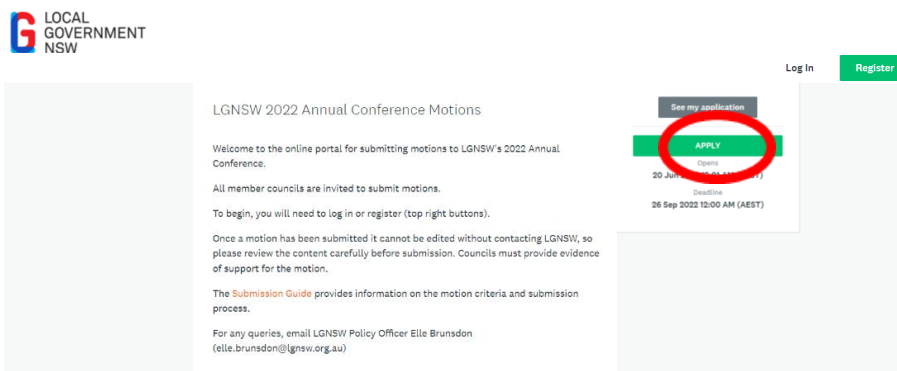 LOCAL
GOVERNMENT
NSW
Log In
Register
LGNSW 2022 Annual Conference Motions
Welcome to the online portal for submitting motions to LGNSW's 2022 Annual
Conference.
All member councils are invited to submit motions.
To begin, you will need to log in or register (top right buttons).
Once a motion has been submitted it cannot be edited without contacting LGNSW, so
please review the content carefully before submission. Councils must provide evidence
of support for the motion.
The Submission Guide provides information on the motion criteria and submission
process.
For any queries, email LGNSW Policy Officer Elle Brunsdon
(elle.brunsdon@lgnsw.org.au)
See my application
APPLY
Opens
20 Jun
Deadline
26 Sep 2022 12:00 AM (AEST)